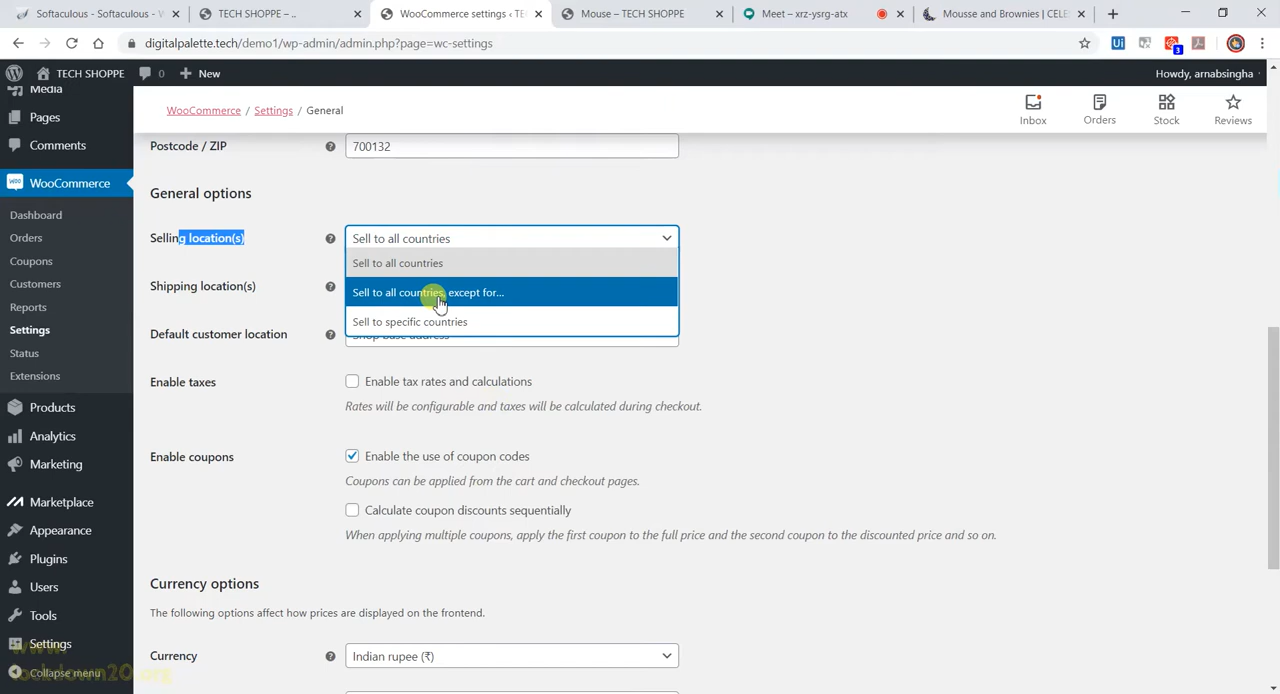 Softaculous - Softaculous - W
TECH SHOPPE – ..
WooCommerce settings ‹ TE
Mouse – TECH SHOPPE
Meet – xrz-ysrg-atx
Mousse and Brownies | CELES
digitalpalette.tech/demo1/wp-admin/admin.php?page=wc-settings
3
TECH SHOPPE
0
New
Howdy, arnabsingha
Media
Pages
Comments
WooCommerce
Dashboard
Orders
Coupons
Customers
Reports
Settings
Status
Extensions
Products
Analytics
Marketing
Marketplace
Appearance
Plugins
Users
Tools
Settings
Collapse menu
WooCommerce / Settings / General
Inbox
Orders
Stock
Reviews
Postcode / ZIP
700132
General options
Selling location(s)
Sell to all countries
Sell to all countries
Sell to all countries, except for...
Sell to specific countries
Shipping location(s)
Default customer location
Shop base address
Enable taxes
Enable tax rates and calculations
Rates will be configurable and taxes will be calculated during checkout.
Enable coupons
Enable the use of coupon codes
Coupons can be applied from the cart and checkout pages.
Calculate coupon discounts sequentially
When applying multiple coupons, apply the first coupon to the full price and the second coupon to the discounted price and so on.
Currency options
The following options affect how prices are displayed on the frontend.
Currency
Indian rupee (₹)
www.
lockdown20.org